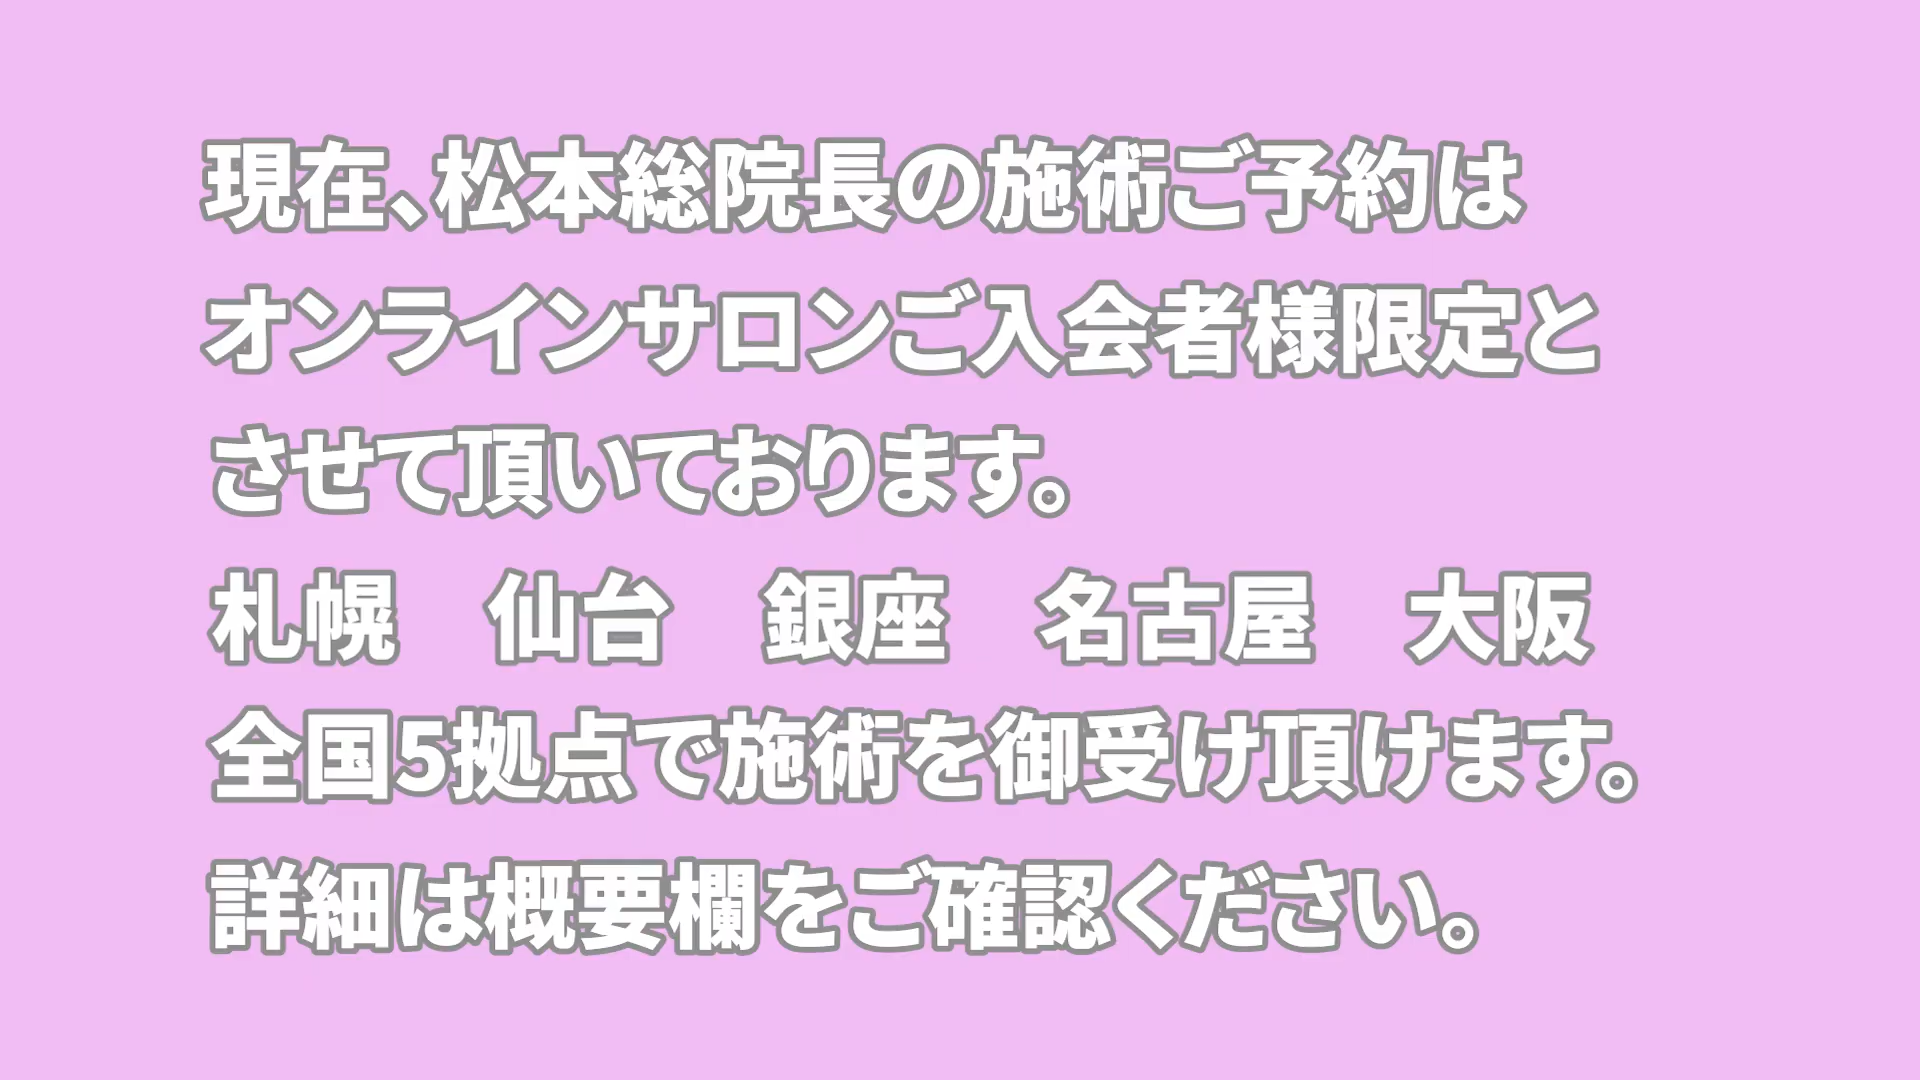 現在、松本総院長の施術ご予約は
オンラインサロンご入会者様限定と
させて頂いております。
札幌　仙台　銀座　名古屋　大阪
全国5拠点で施術を御受け頂けます。
詳細は概要欄をご確認ください。